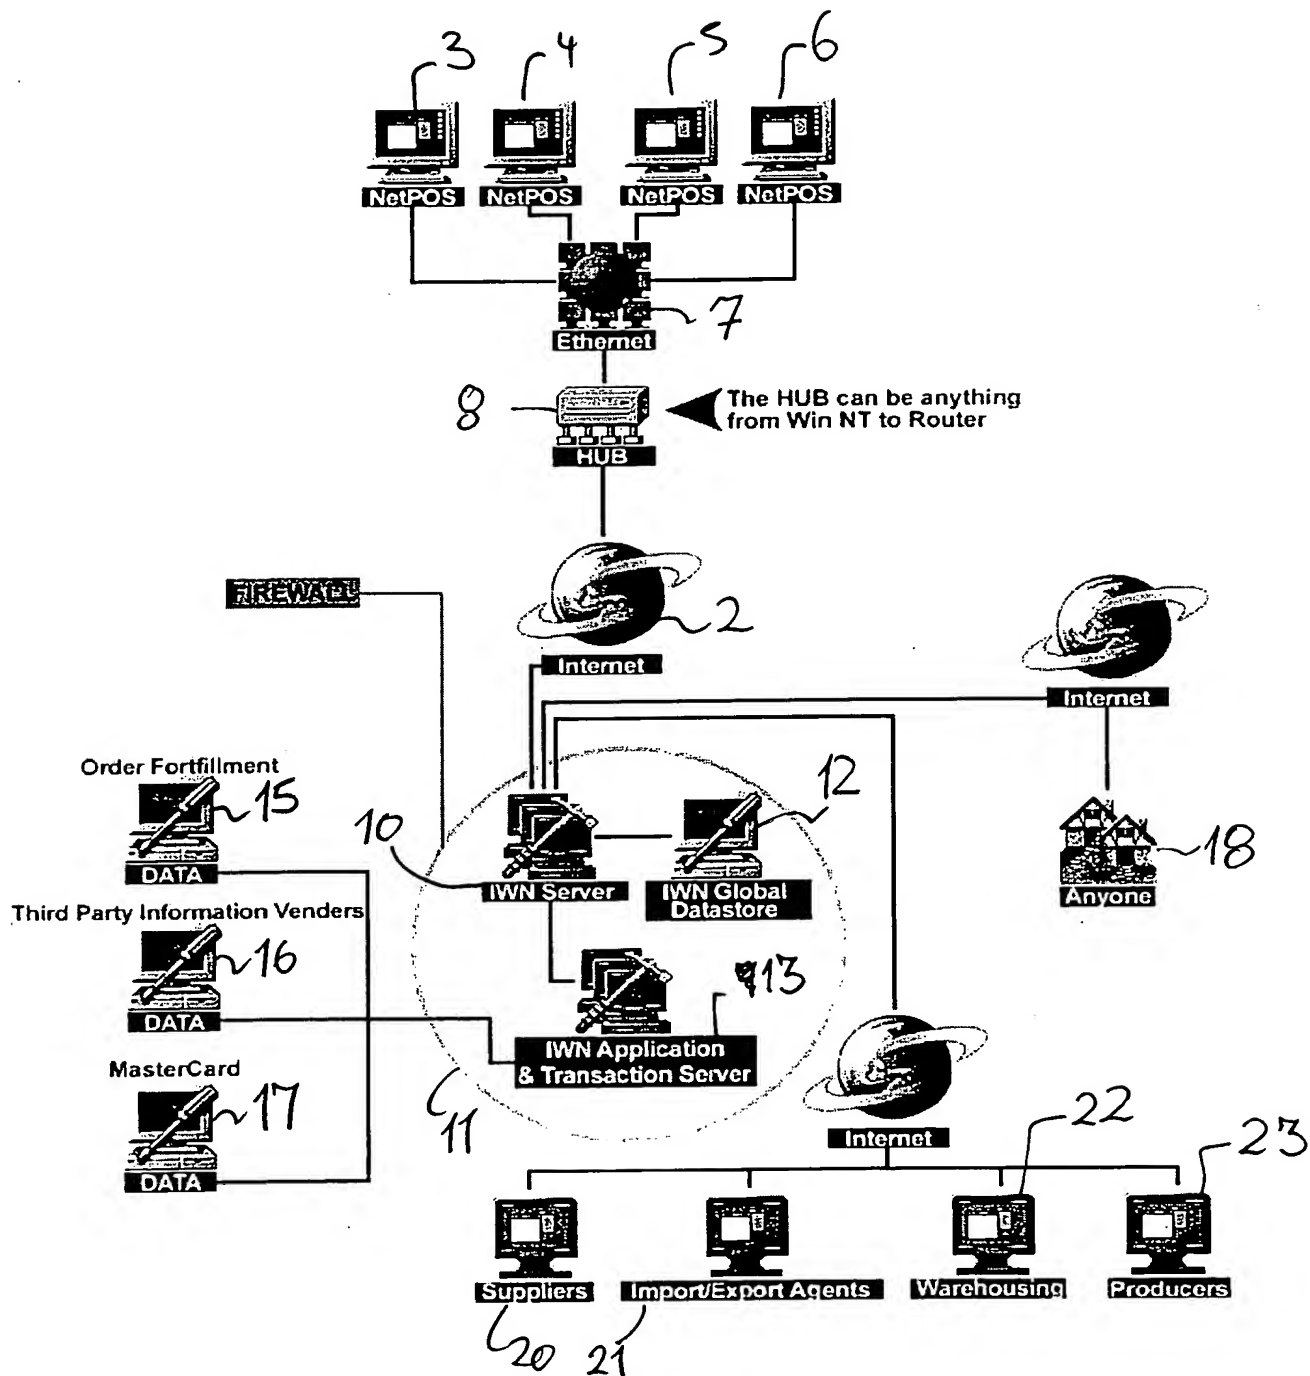 3 4 5 6
NetPOS NetPOS NetPOS NetPOS
7
Ethernet
8
The HUB can be anything
from Win NT to Router
HUB
FIREWALL
2
Internet
Internet
Order Fortfillment
15
DATA
12
10
IWN Server
IWN Global
Datastore
18
Anyone
Third Party Information Venders
16
DATA
13
IWN Application
& Transaction Server
MasterCard
17
DATA
11
Internet
22
23
Suppliers Import/Export Agents Warehousing Producers
20 21